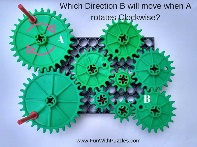 Which Direction B will move when A
rotates Clockwise?
A
B
www.FunWithPuzzles.com